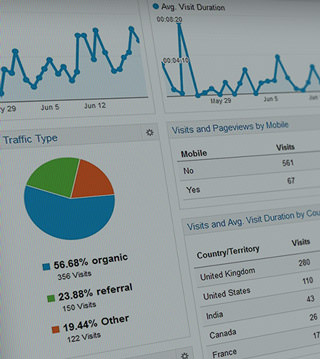 Avg. Visit Duration
00:08:20
00:04:10
May 29
Jun 5
Jun
y 29
Jun 5
Jun 12
Traffic Type
56.68% organic
356 Visits
23.88% referral
150 Visits
19.44% Other
122 Visits
Visits and Pageviews by Mobile
Mobile Visits
No 561
Yes 67
Visits and Avg. Visit Duration by Cou
Country/Territory Visits
United Kingdom 280
United States 110
India 43
Canada 26
France 17